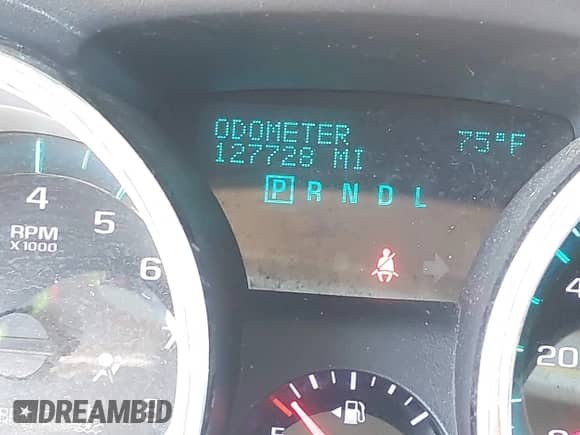 ODOMETER 75°F
127728 MI
P R N D L
4
5
RPM
X1000
6
7
4
20
E
DREAMBID